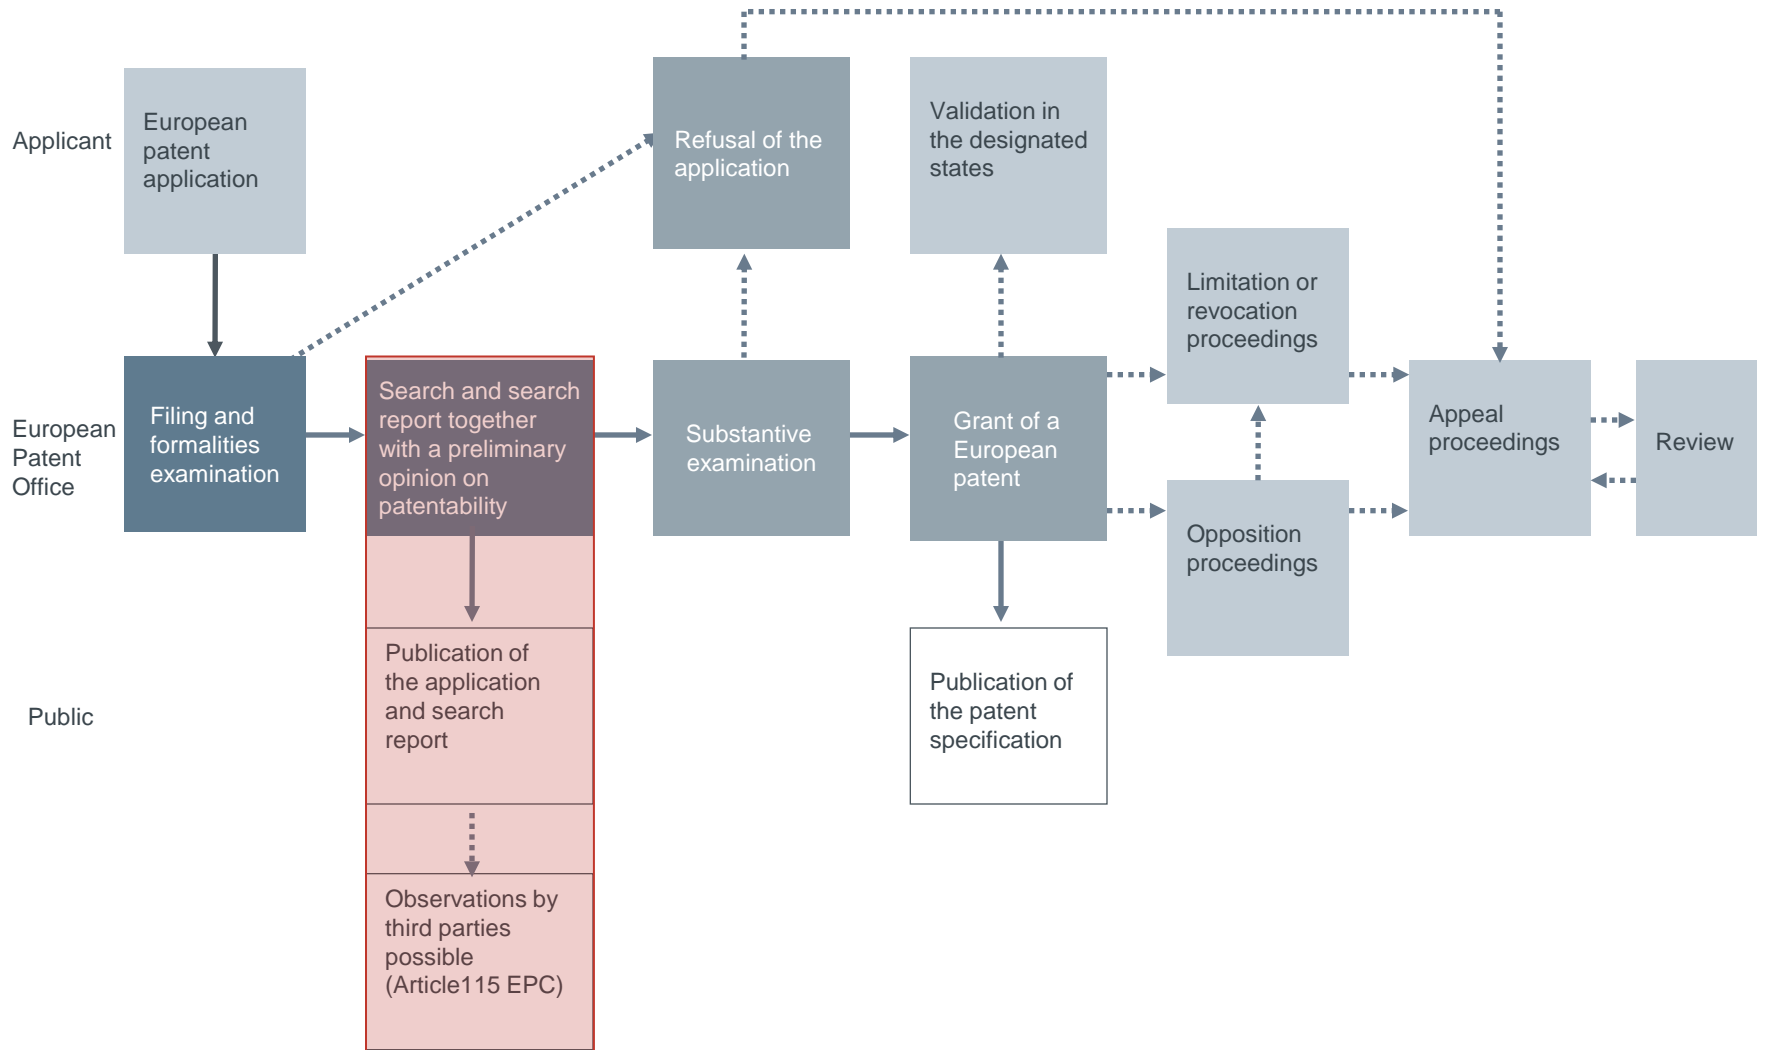 Applicant
European
patent
application
Refusal of the
application
Validation in
the designated
states
Limitation or
revocation
proceedings
European
Patent
Office
Filing and
formalities
examination
Search and search
report together
with a preliminary
opinion on
patentability
Substantive
examination
Grant of a
European
patent
Opposition
proceedings
Appeal
proceedings
Review
Public
Publication of
the application
and search
report
Publication of
the patent
specification
Observations by
third parties
possible
(Article115 EPC)